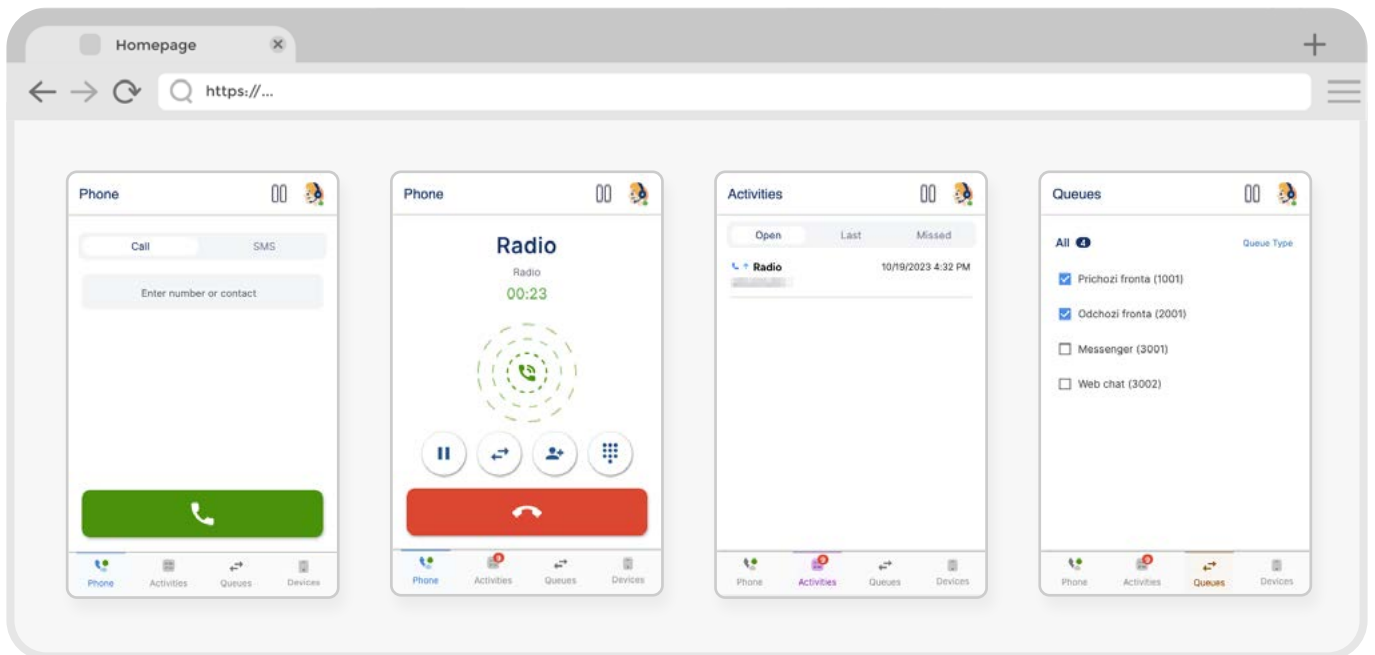 Homepage
https://...
Phone
Call SMS
Enter number or contact
Phone Activities Queues Devices
Phone
Radio
Radio
00:23
Phone Activities Queues Devices
Activities
Open Last Missed
Radio 10/19/2023 4:32 PM
Phone Activities Queues Devices
Queues
All 4 Queue Type
Prichozi fronta (1001)
Odchozi fronta (2001)
Messenger (3001)
Web chat (3002)
Phone Activities Queues Devices